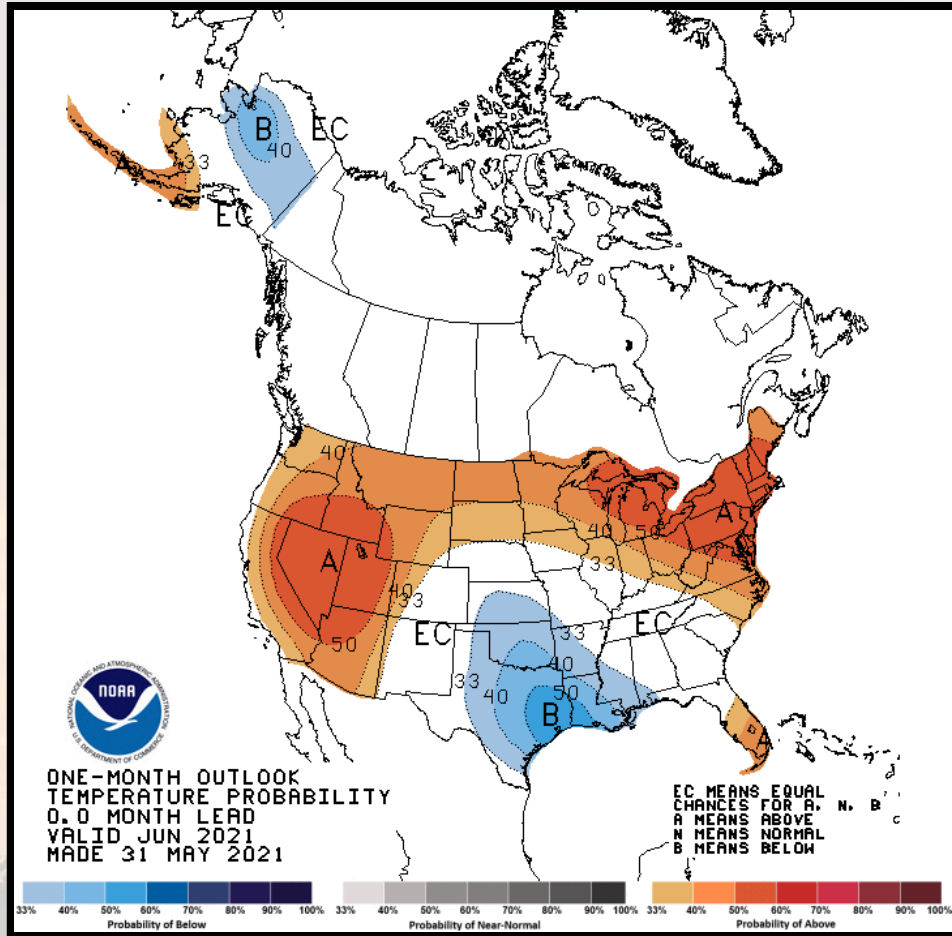 B
EC
40
A
33
EC
40
A
40
50
A
40
33
40
33
50
EC
EC
33
33
40
50
40
B
A
NATIONAL OCEANIC AND ATMOSPHERIC ADMINISTRATION
NOAA
U.S. DEPARTMENT OF COMMERCE
ONE-MONTH OUTLOOK
TEMPERATURE PROBABILITY
0.0 MONTH LEAD
VALID JUN 2021
MADE 31 MAY 2021
EC MEANS EQUAL
CHANCES FOR A, N, B
A MEANS ABOVE
N MEANS NORMAL
B MEANS BELOW
33% 40% 50% 60% 70% 80% 90% 100%
Probability of Below
33% 40% 50% 60% 70% 80% 90% 100%
Probability of Near-Normal
33% 40% 50% 60% 70% 80% 90% 100%
Probability of Above